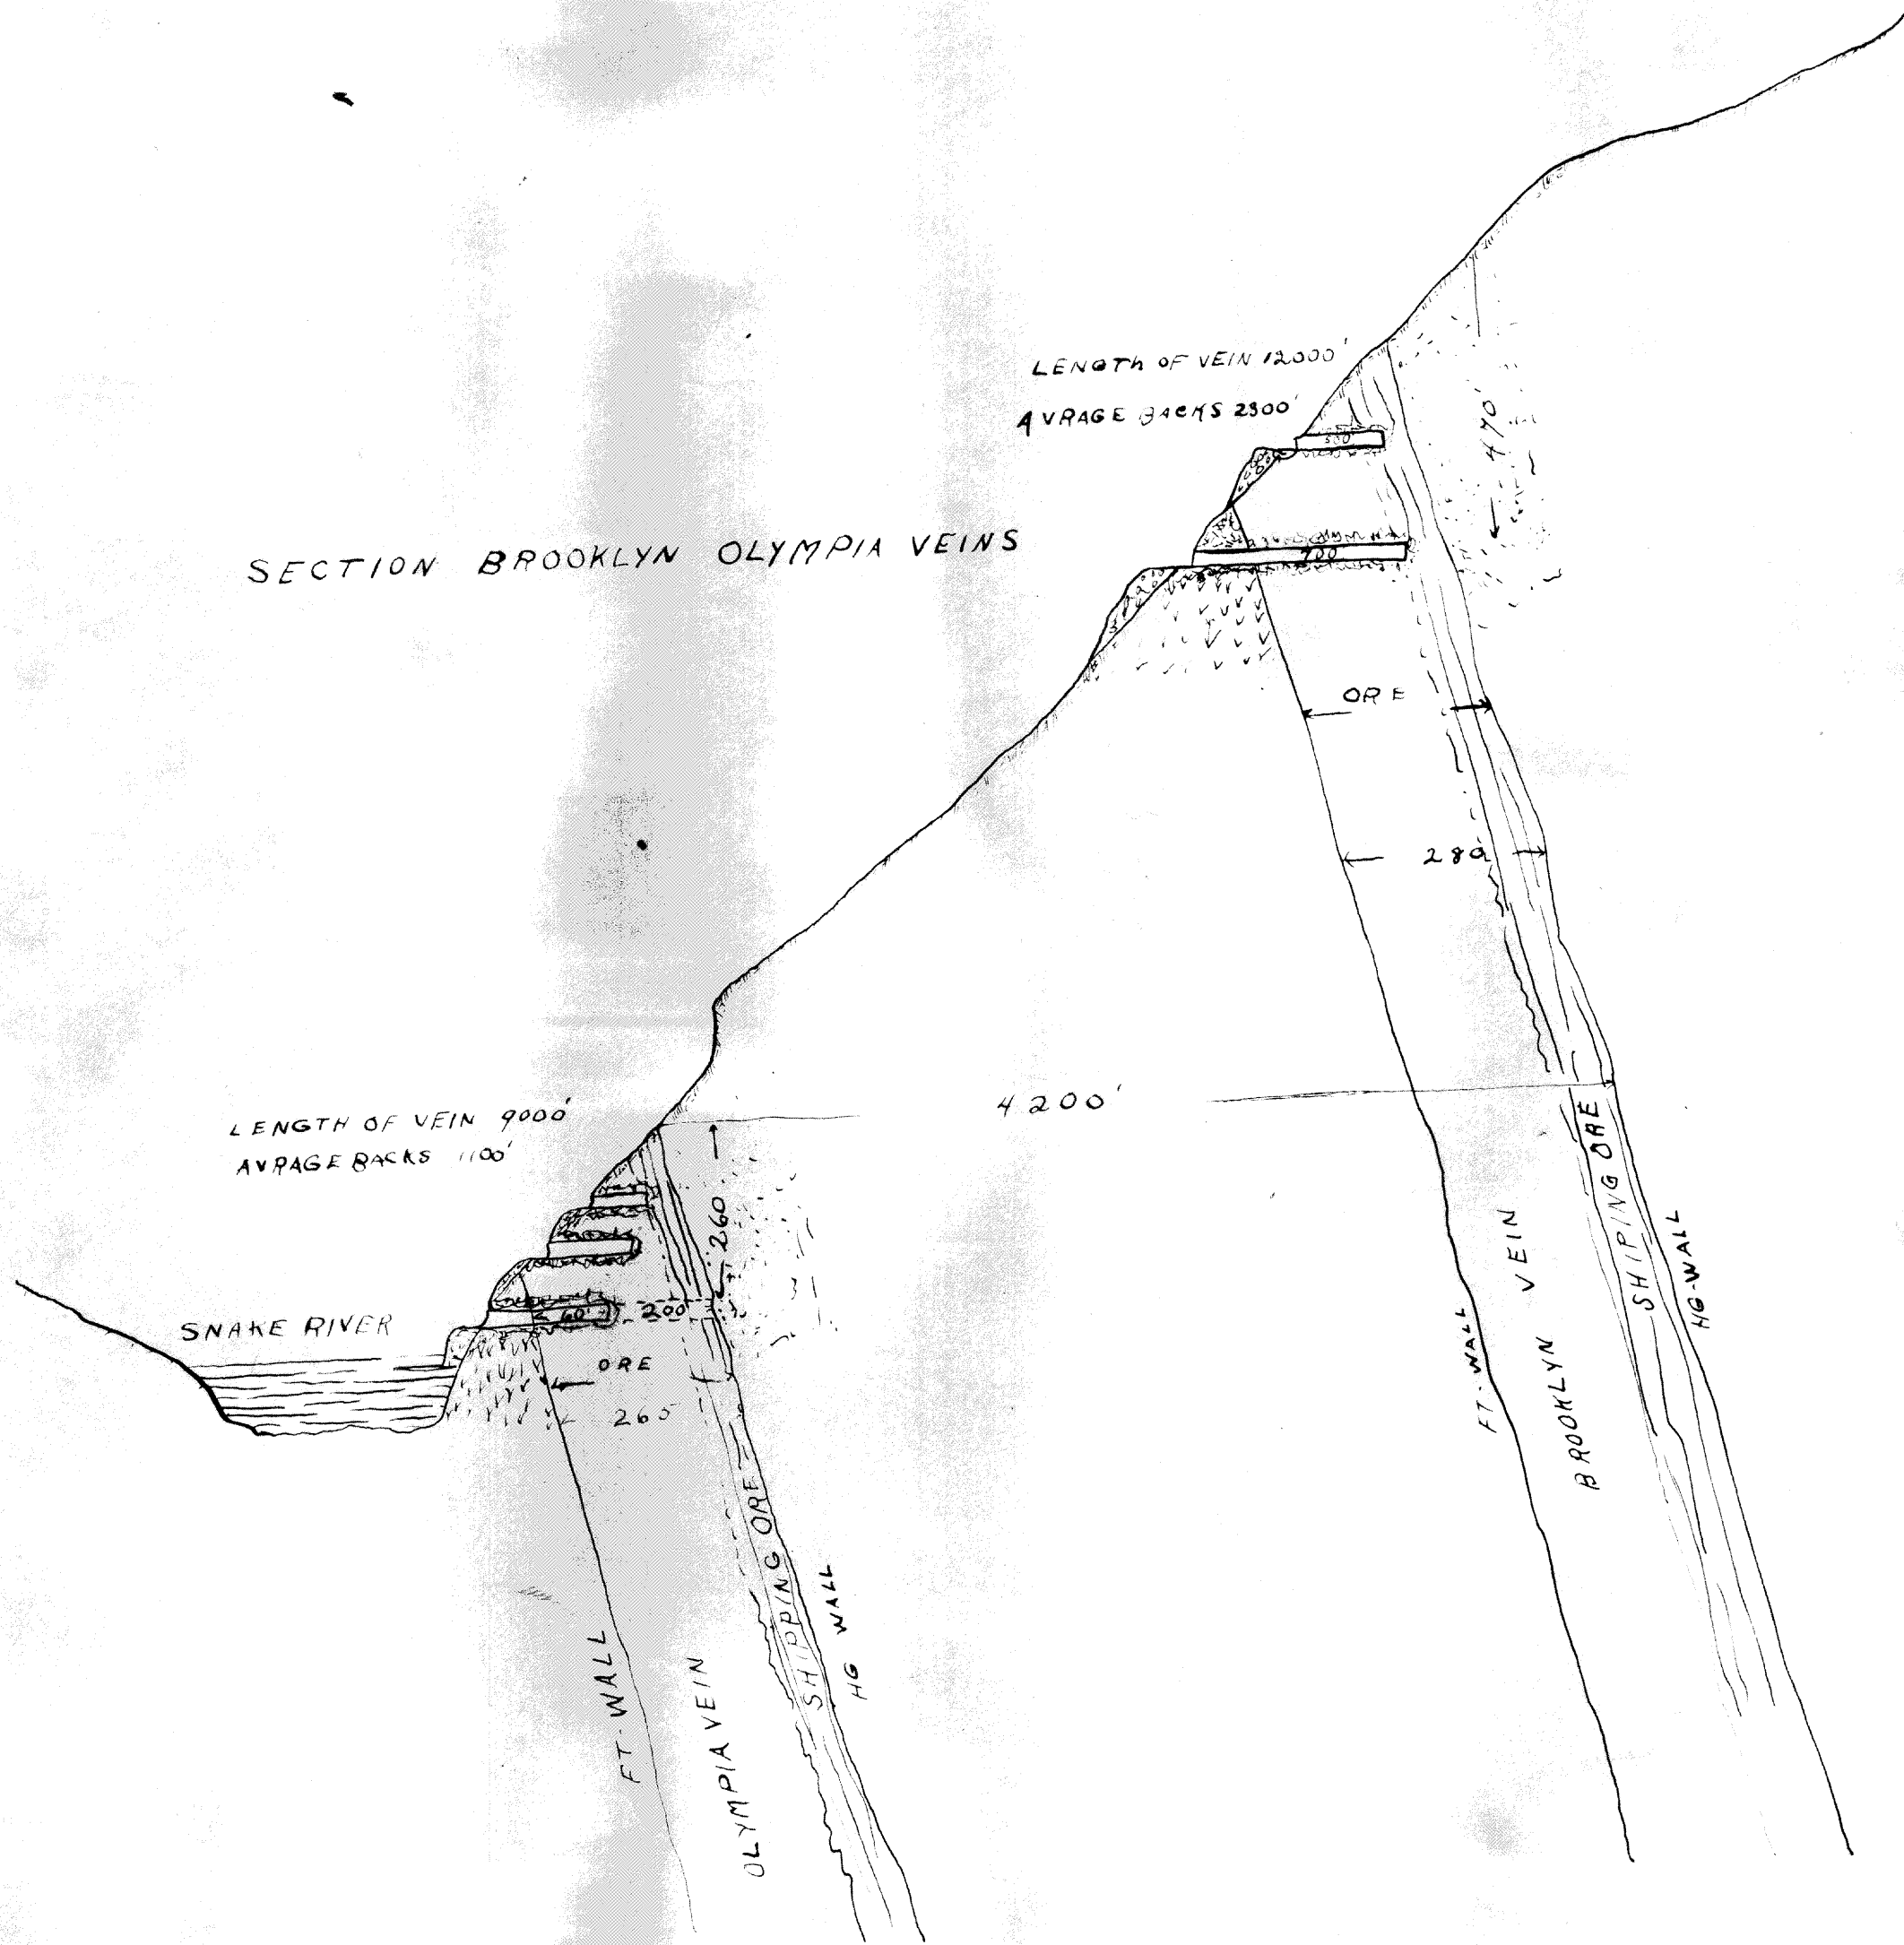 LENGTH OF VEIN 12000'
AVRAGE BACKS 2300'
470'
700
SECTION BROOKLYN OLYMPIA VEINS
ORE
280
4200'
LENGTH OF VEIN 9000'
AVRAGE BACKS 1100'
260
SNAKE RIVER
60'
200
ORE
265
SHIPPING ORE
HG WALL
FT-WALL
OLYMPIA VEIN
SHIPING ORE
HG-WALL
FT-WALL
BROOKLYN VEIN